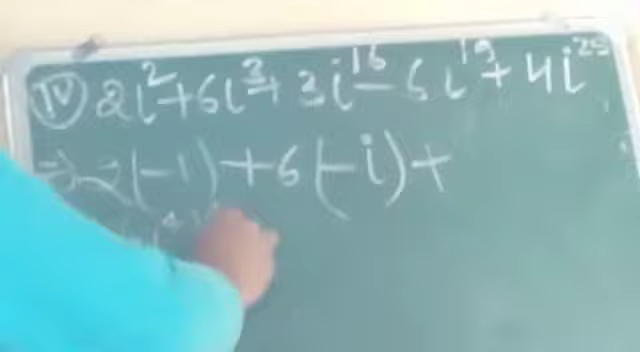 (IV) 2i² + 6i³ + 3i¹⁶ - 6i¹⁹ + 4i²⁵
⇒ 2(-1) + 6(-i) +